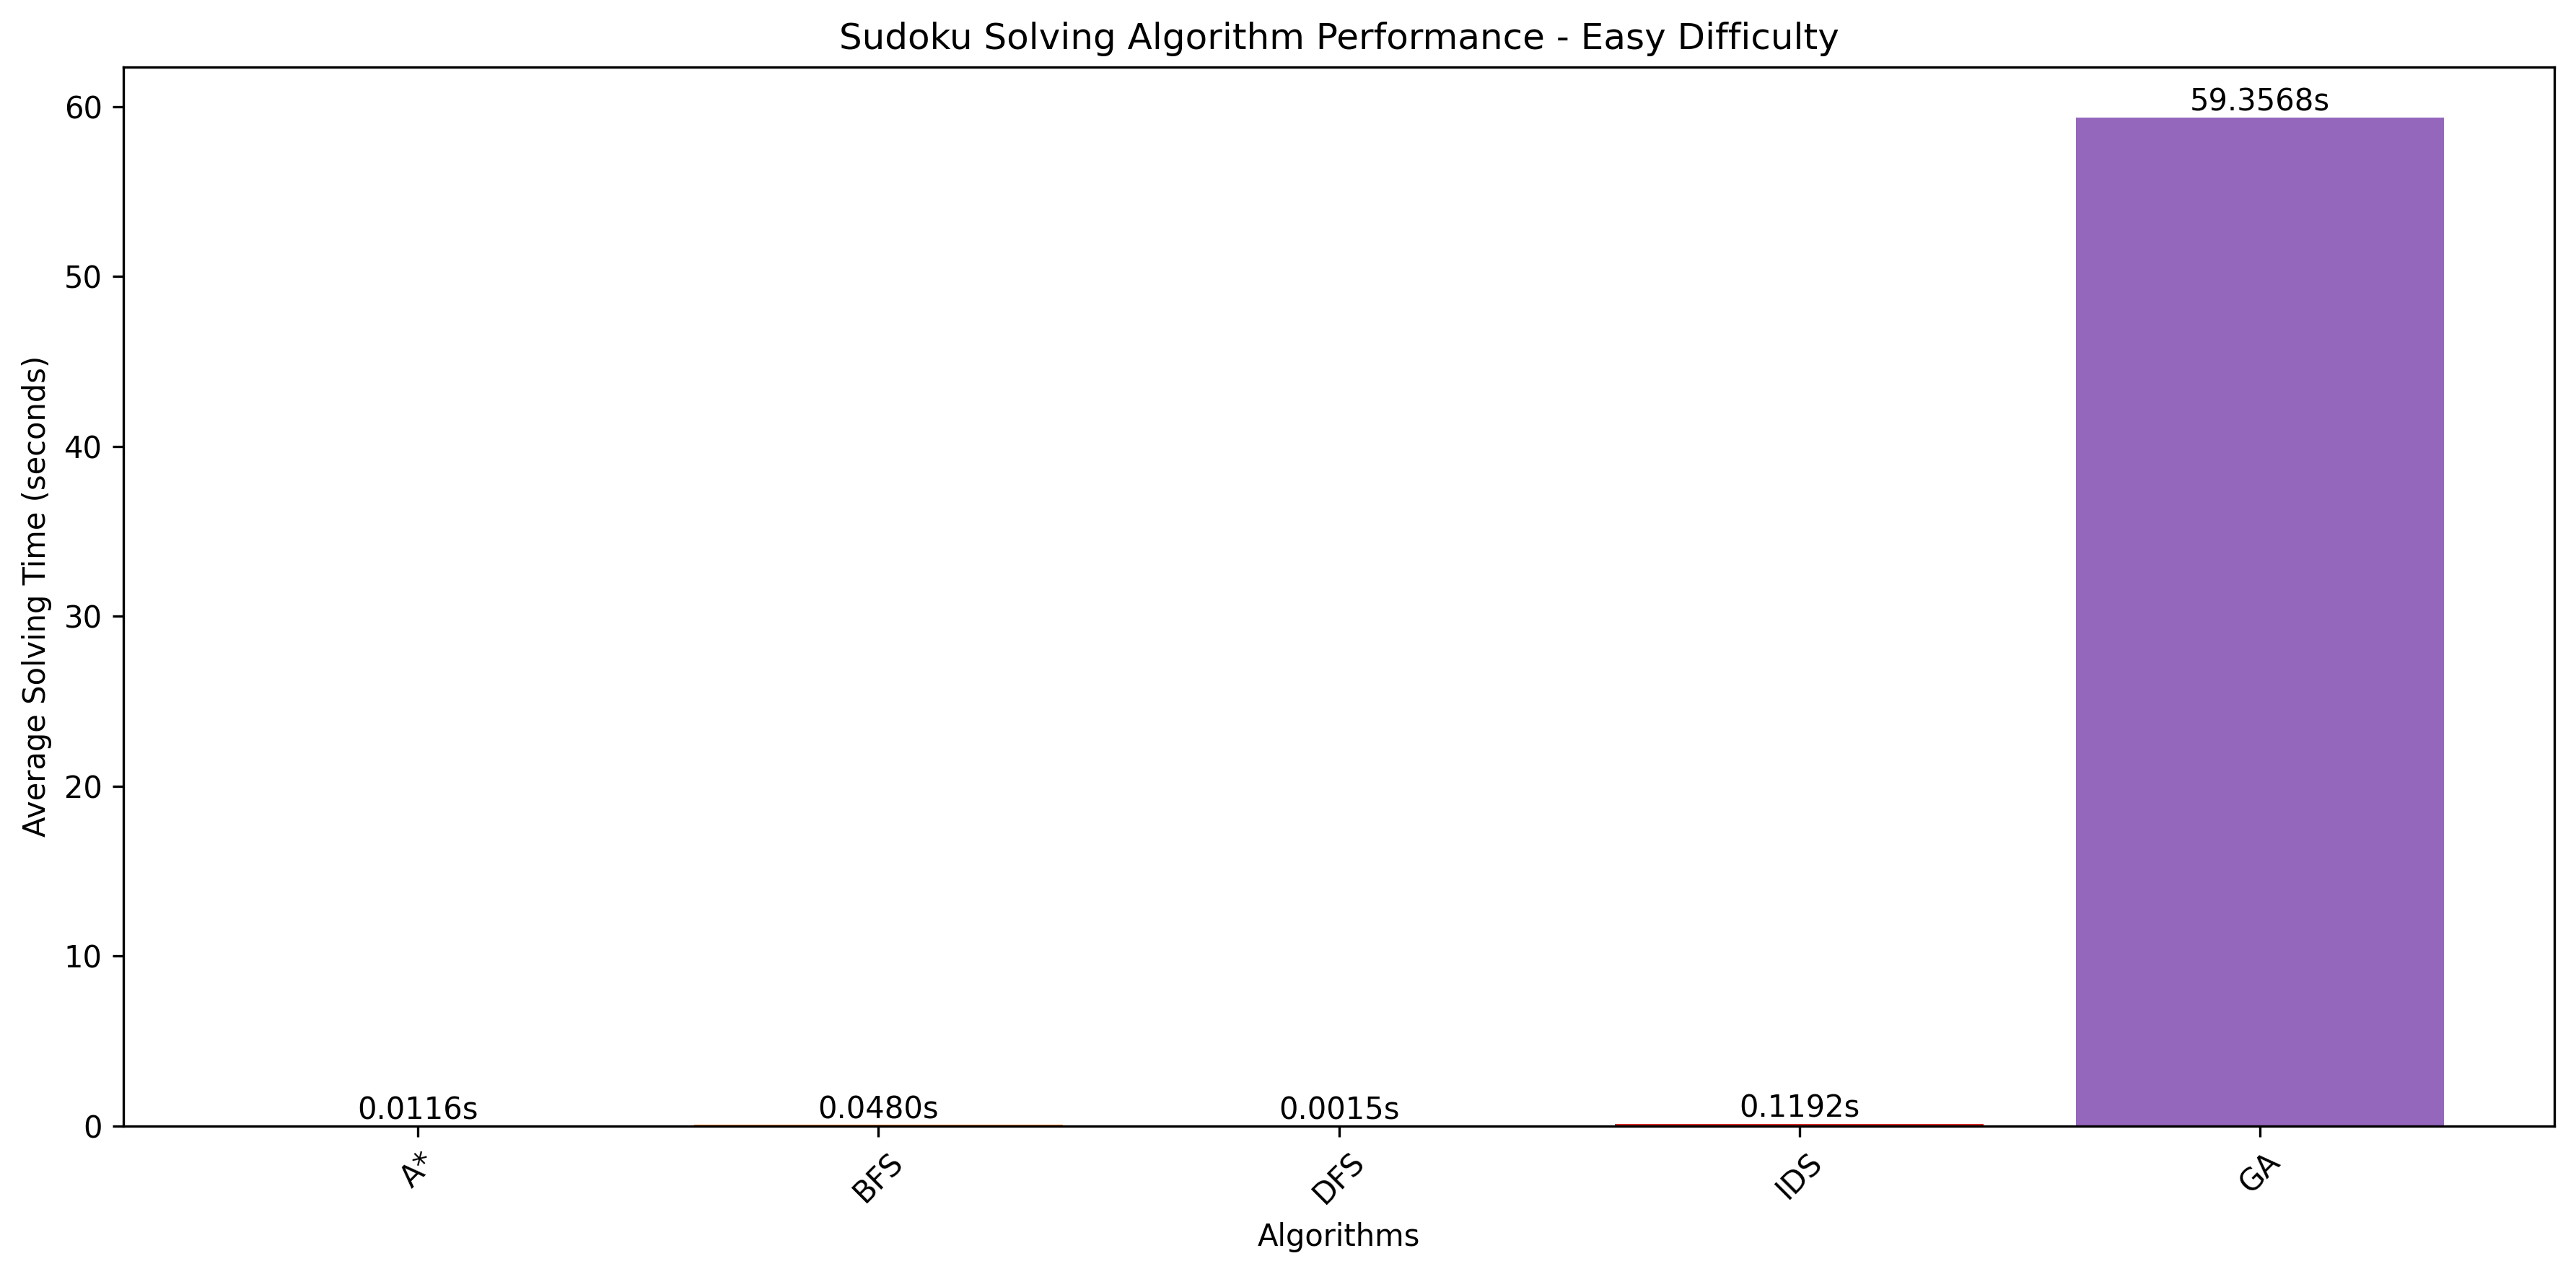 Sudoku Solving Algorithm Performance - Easy Difficulty
Average Solving Time (seconds)
60
50
40
30
20
10
0
59.3568s
0.0116s
0.0480s
0.0015s
0.1192s
A*
BFS
DFS
IDS
GA
Algorithms